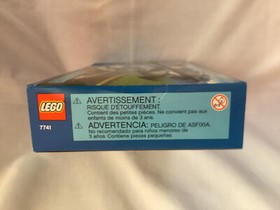 LEGO
7741
AVERTISSEMENT :
RISQUE D'ÉTOUFFEMENT.
Contient des petites pièces. Ne convient pas aux
enfants de moins de 3 ans.
ADVERTENCIA: PELIGRO DE ASFIXIA.
No recomendado para niños menores de
3 años. Contiene piezas pequeñas